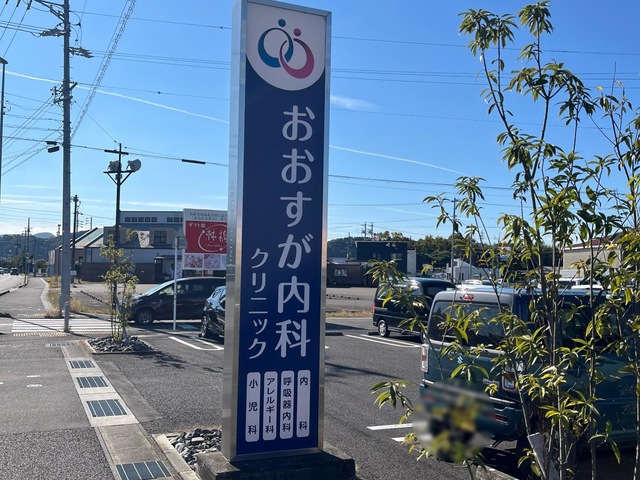 おおすが内科
クリニック
内科
呼吸器内科
アレルギー科
小児科